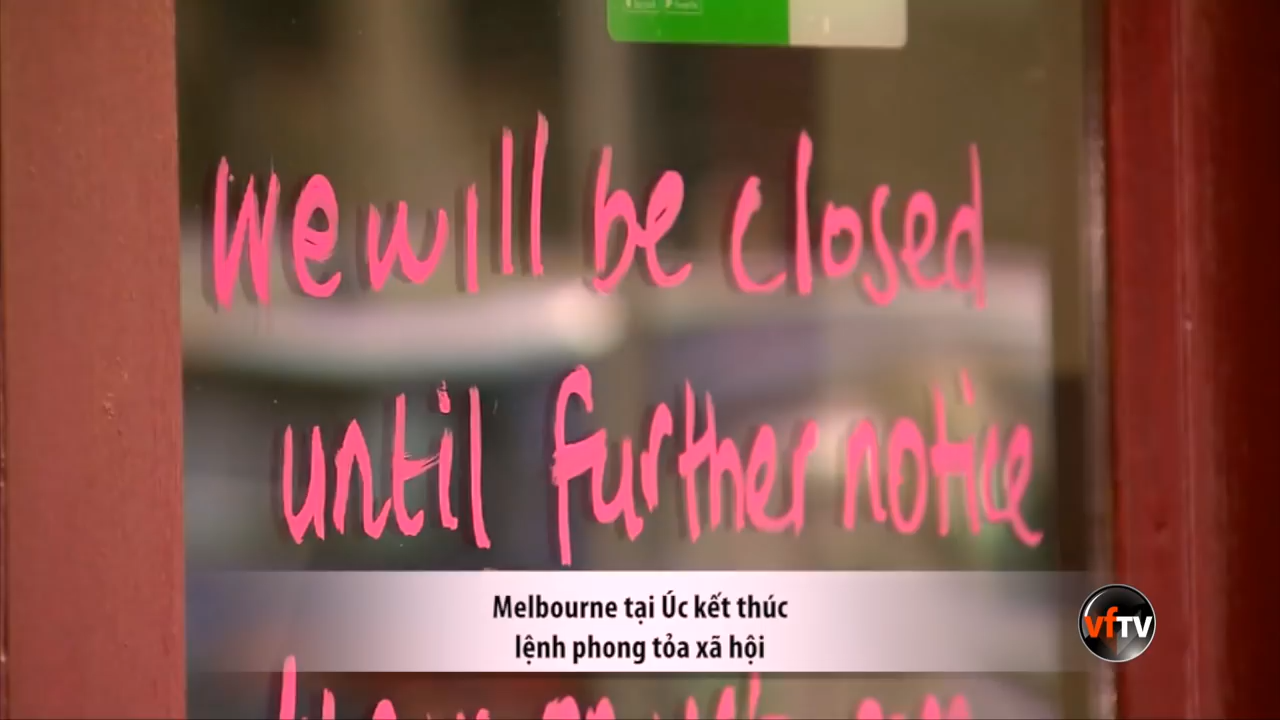 We will be closed
until further notice
Melbourne tại Úc kết thúc
lệnh phong tỏa xã hội
vfTV